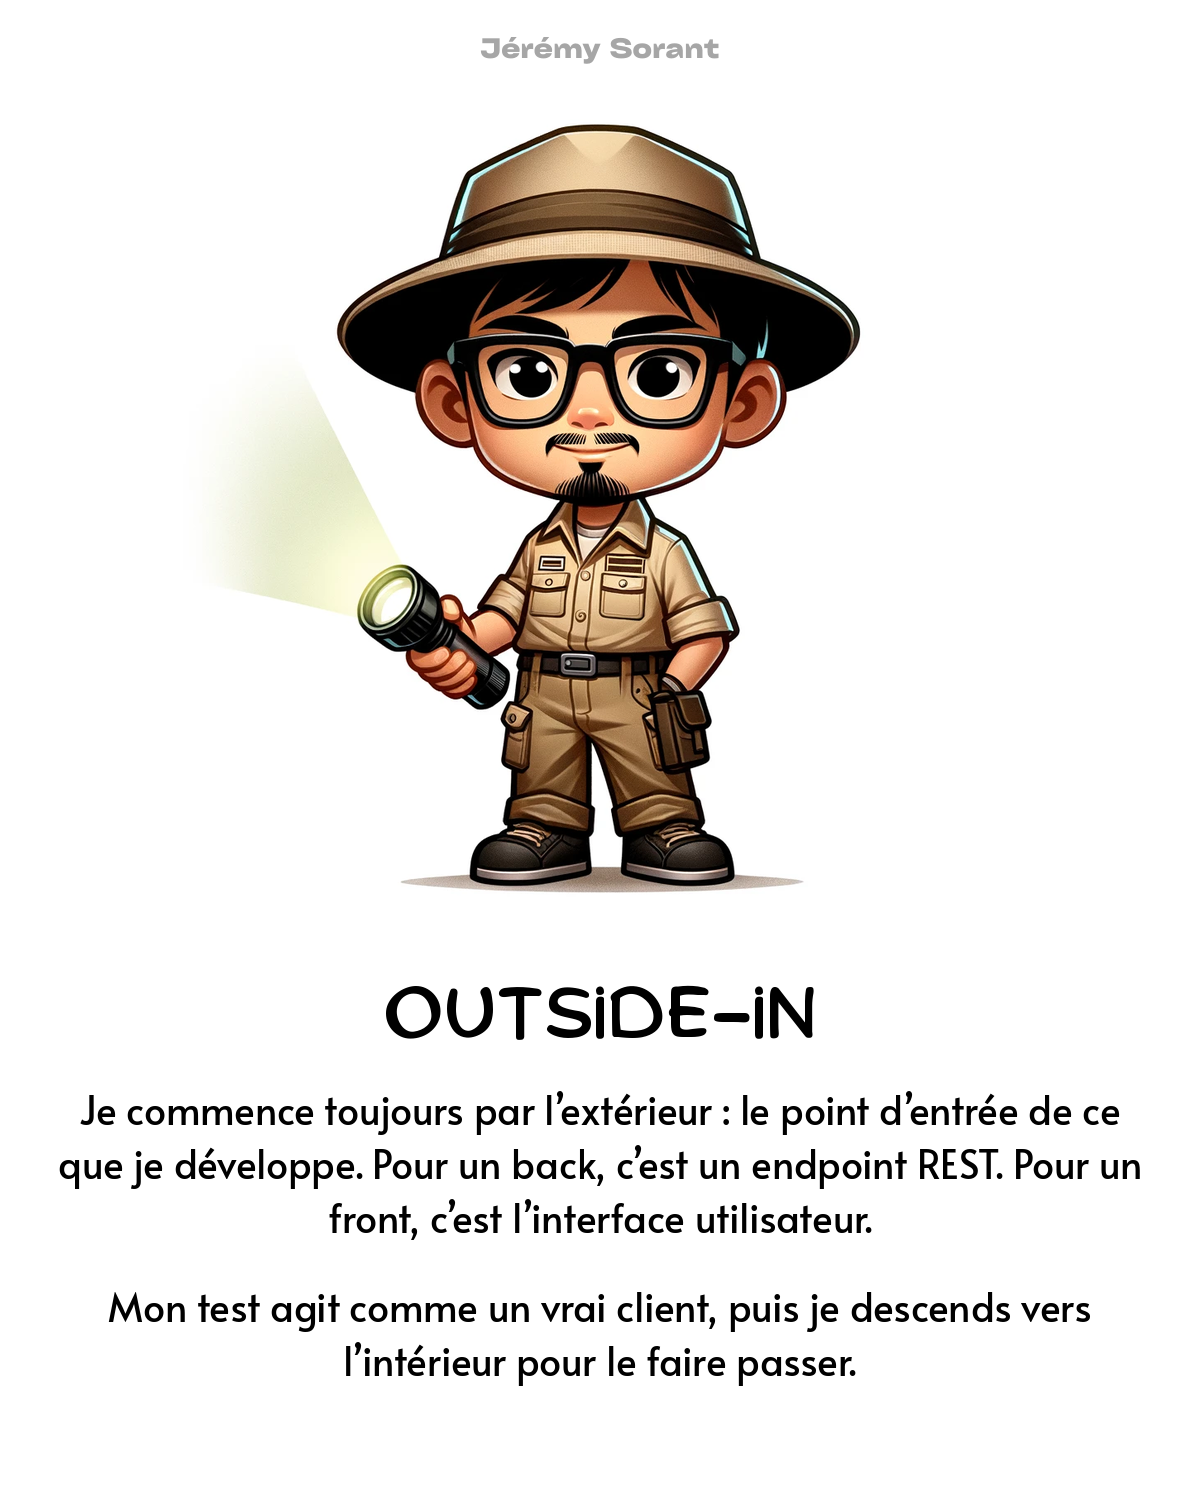 Jérémy Sorant
OUTSiDE-iN
Je commence toujours par l’extérieur : le point d’entrée de ce
que je développe. Pour un back, c’est un endpoint REST. Pour un
front, c’est l’interface utilisateur.
Mon test agit comme un vrai client, puis je descends vers
l’intérieur pour le faire passer.